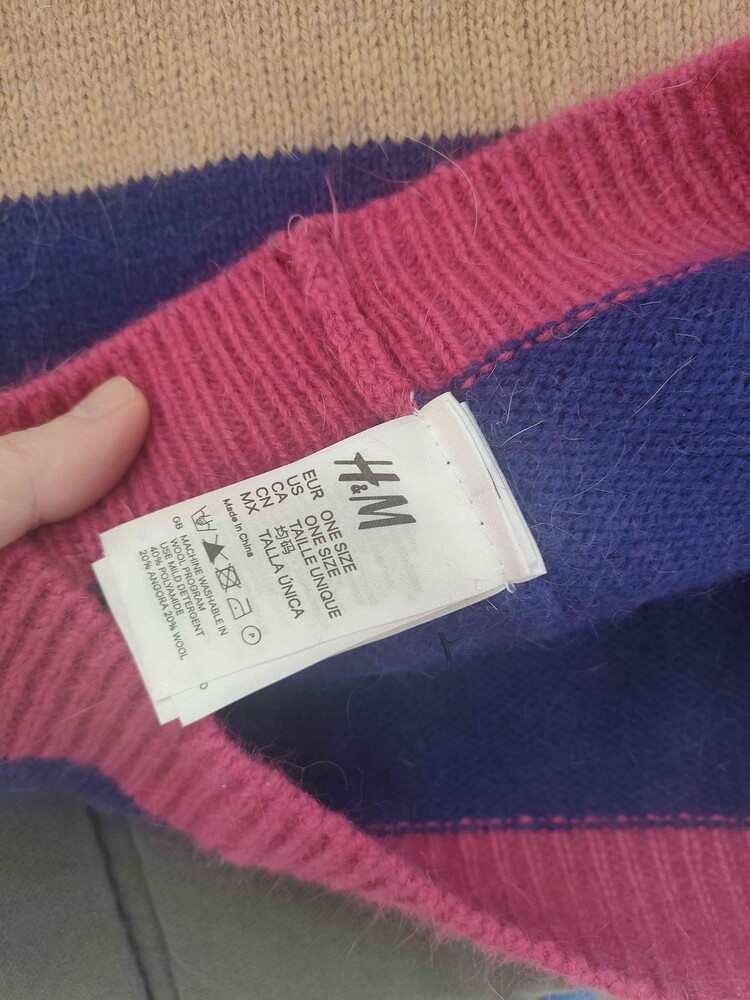 H&M
EUR ONE SIZE
US ONE SIZE
CA TAILLE UNIQUE
CN 均码
MX TALLA ÚNICA
Made in China
P
GB MACHINE WASHABLE IN
WOOL PROGRAM
USE MILD DETERGENT
40% POLYAMIDE
20% ANGORA 20% WOOL
D